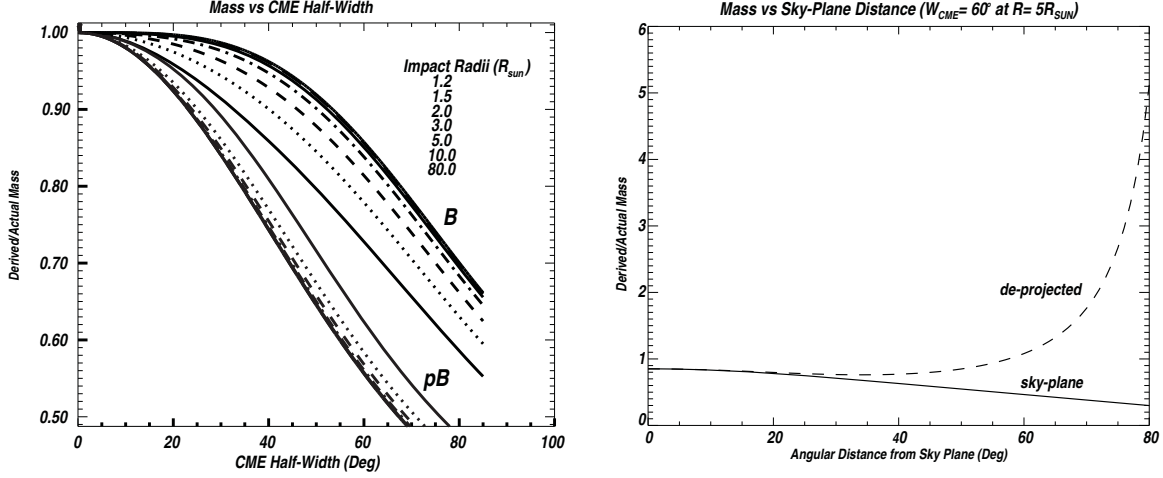 Mass vs CME Half-Width
1.00
0.90
0.80
0.70
0.60
0.50
Derived/Actual Mass
Impact Radii (R_sun)
1.2
1.5
2.0
3.0
5.0
10.0
80.0
B
pB
0
20
40
60
80
100
CME Half-Width (Deg)
Mass vs Sky-Plane Distance (W_CME= 60° at R= 5R_SUN)
6
5
4
3
2
1
0
Derived/Actual Mass
de-projected
sky-plane
0
20
40
60
80
Angular Distance from Sky Plane (Deg)